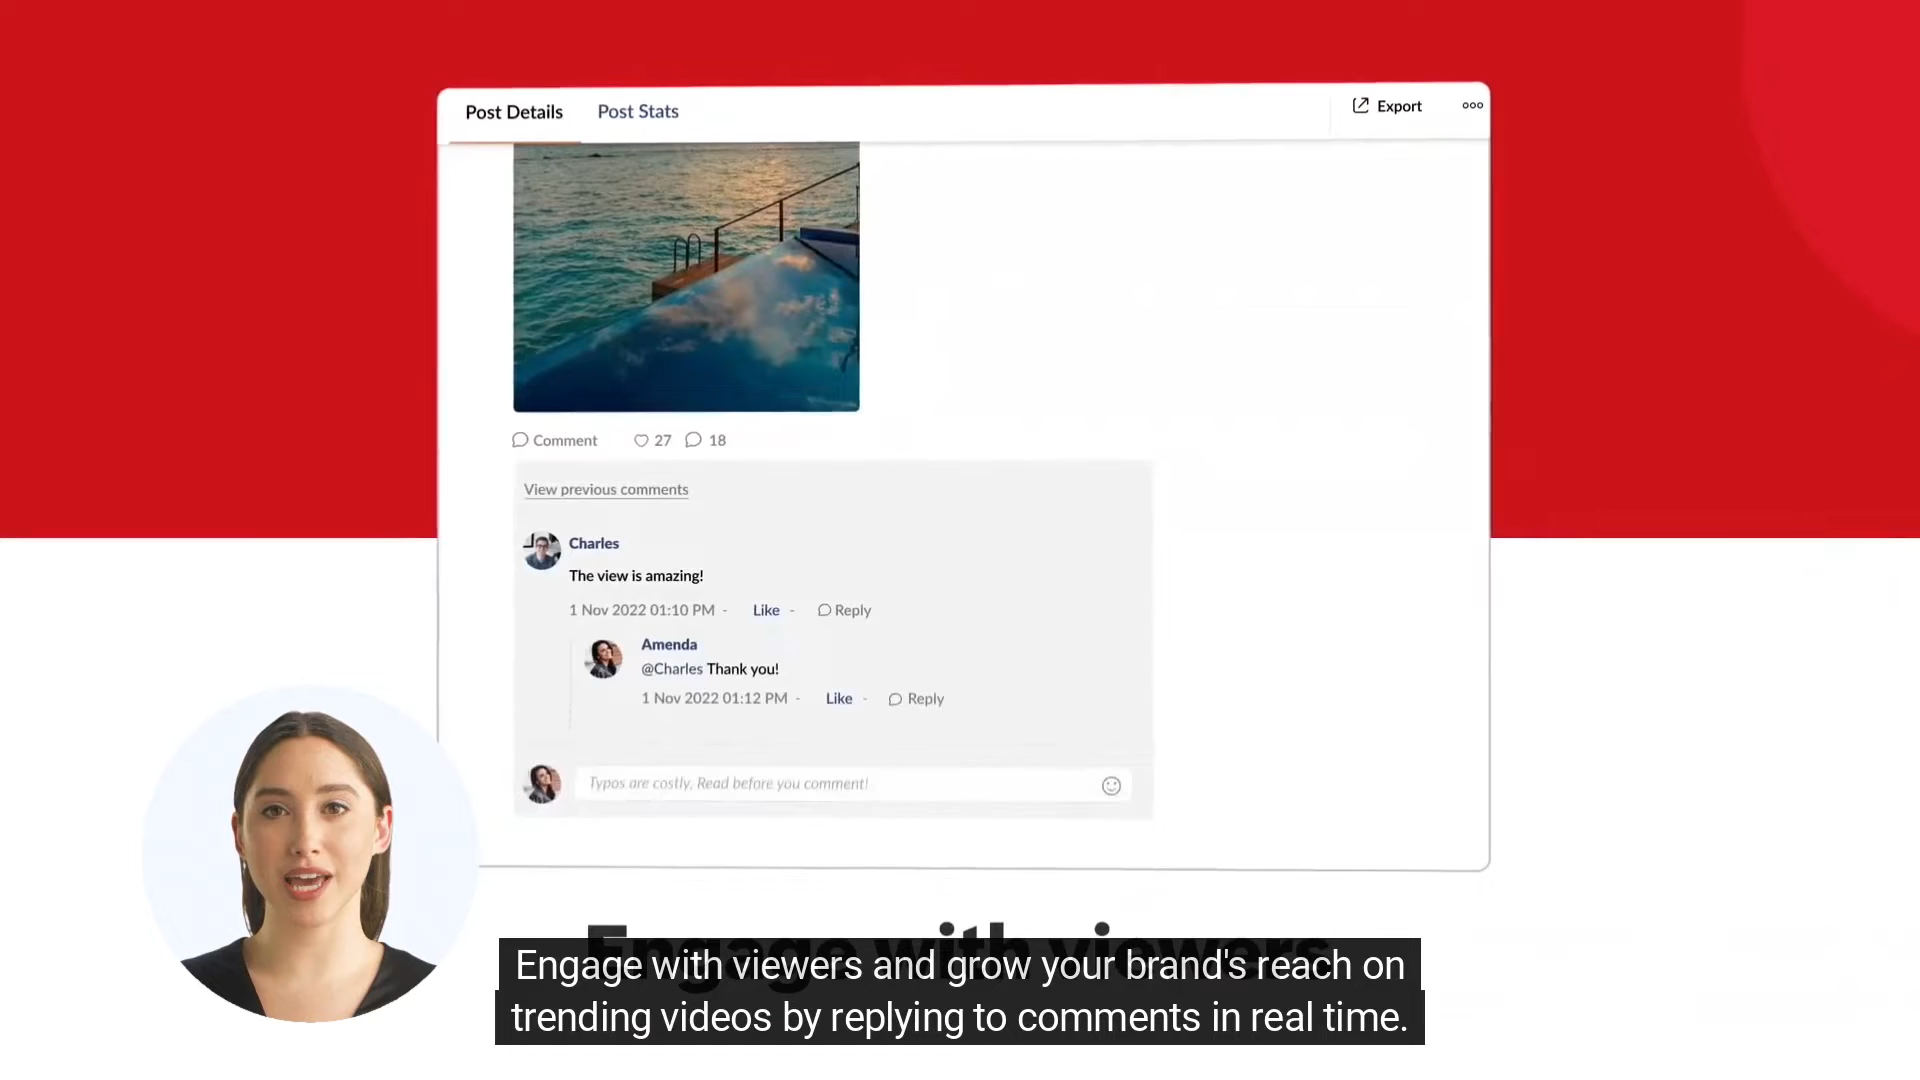 Post Details
Post Stats
Export
Comment
27
18
View previous comments
Charles
The view is amazing!
1 Nov 2022 01:10 PM - Like - Reply
Amenda
@Charles Thank you!
1 Nov 2022 01:12 PM - Like - Reply
Typos are costly, Read before you comment!
Engage with viewers
Engage with viewers and grow your brand's reach on
trending videos by replying to comments in real time.